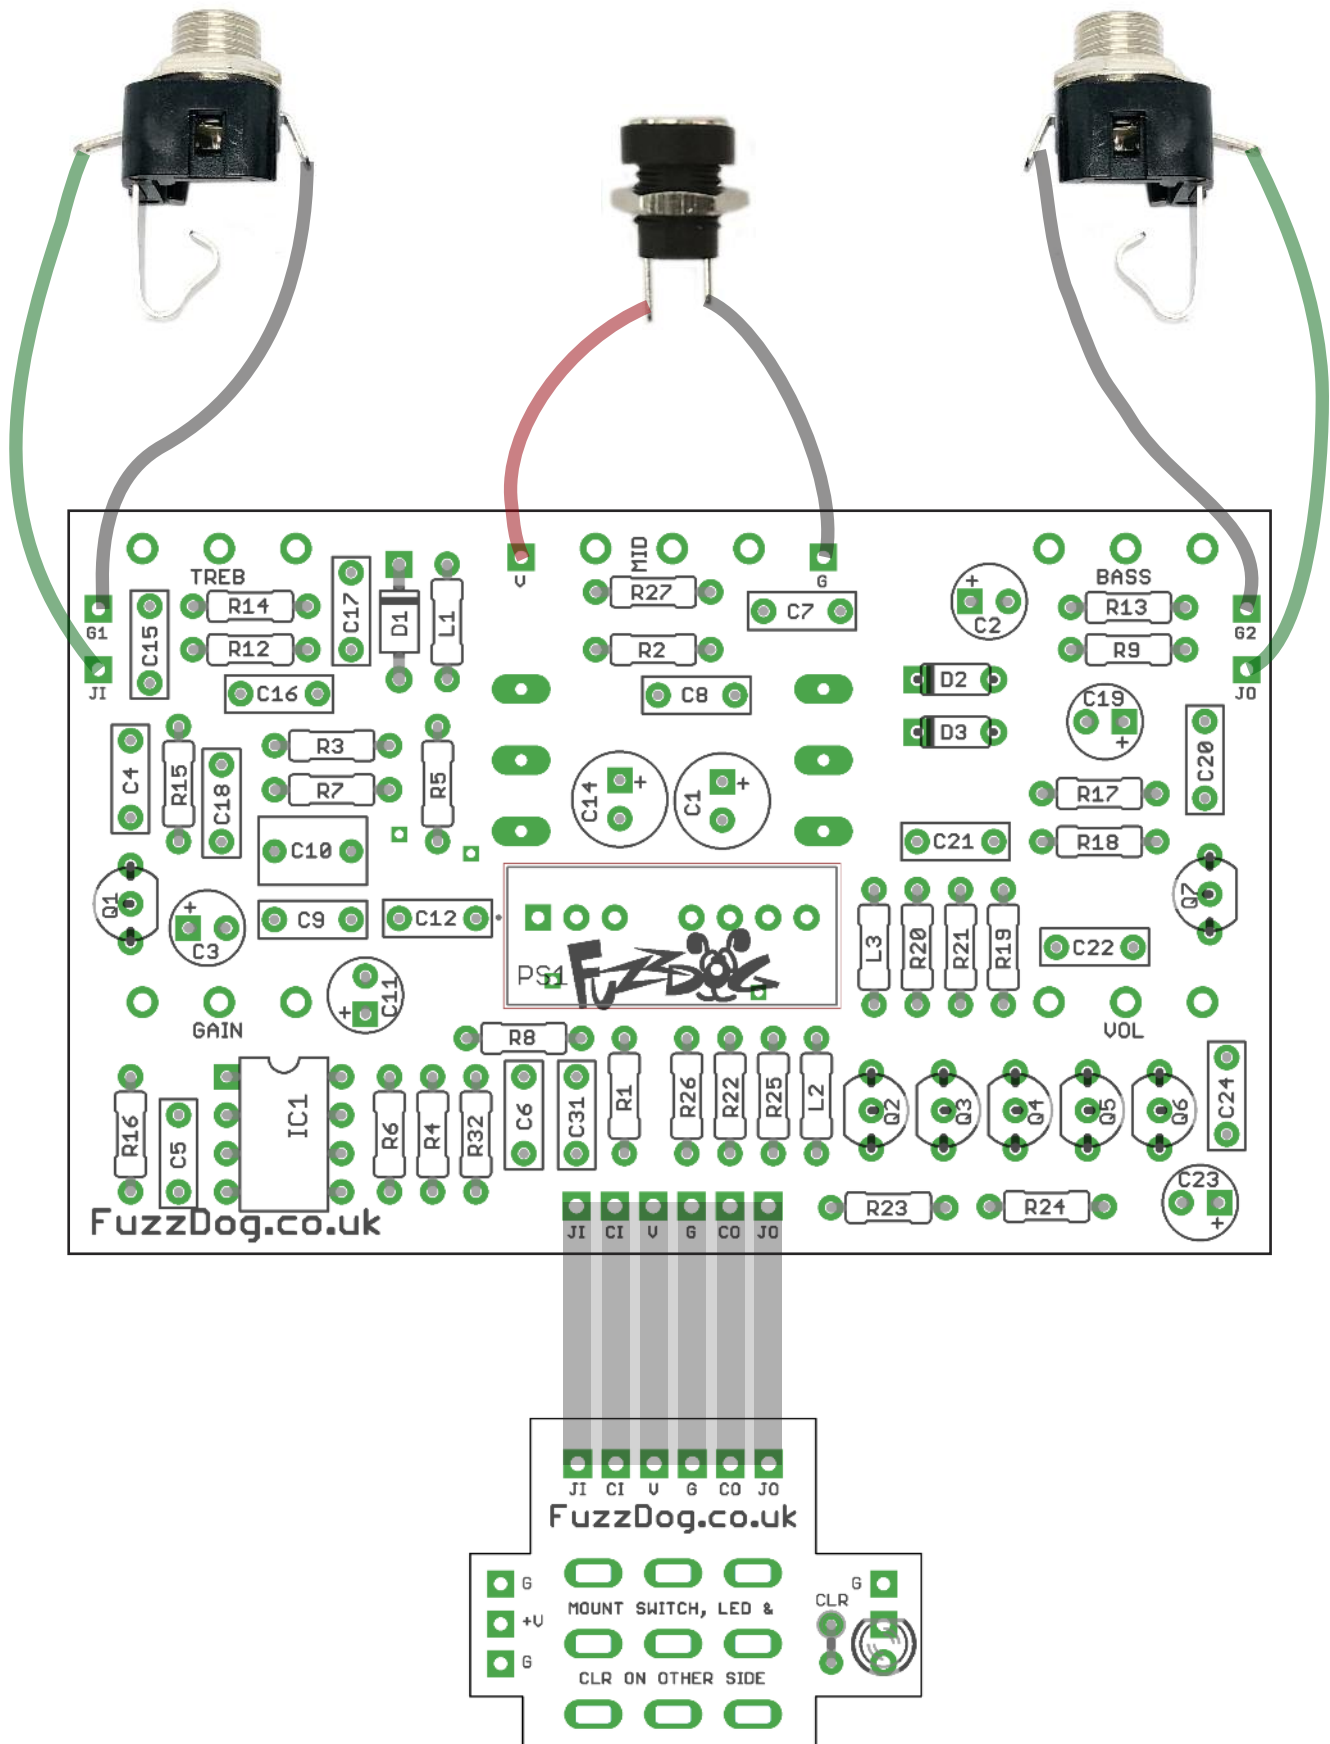 TREB
MID
BASS
V
G
G1
JI
G2
JO
C15
R14
R12
C17
D1
L1
R27
R2
C7
C8
C2
R13
R9
D2
D3
C19
C20
C16
C4
R15
C18
R3
R7
R5
C14
C1
R17
R18
C10
C21
Q1
C3
C9
C12
PS1
FuzzDog
L3
R20
R21
R19
C22
Q7
C11
GAIN
VOL
R8
R16
C5
IC1
R6
R4
R32
C6
C31
R1
R26
R22
R25
L2
Q2
Q3
Q4
Q5
Q6
C24
C23
R23
R24
FuzzDog.co.uk
JI CI V G CO JO
JI CI V G CO JO
FuzzDog.co.uk
G
+V
G
MOUNT SWITCH, LED &
CLR ON OTHER SIDE
CLR
G